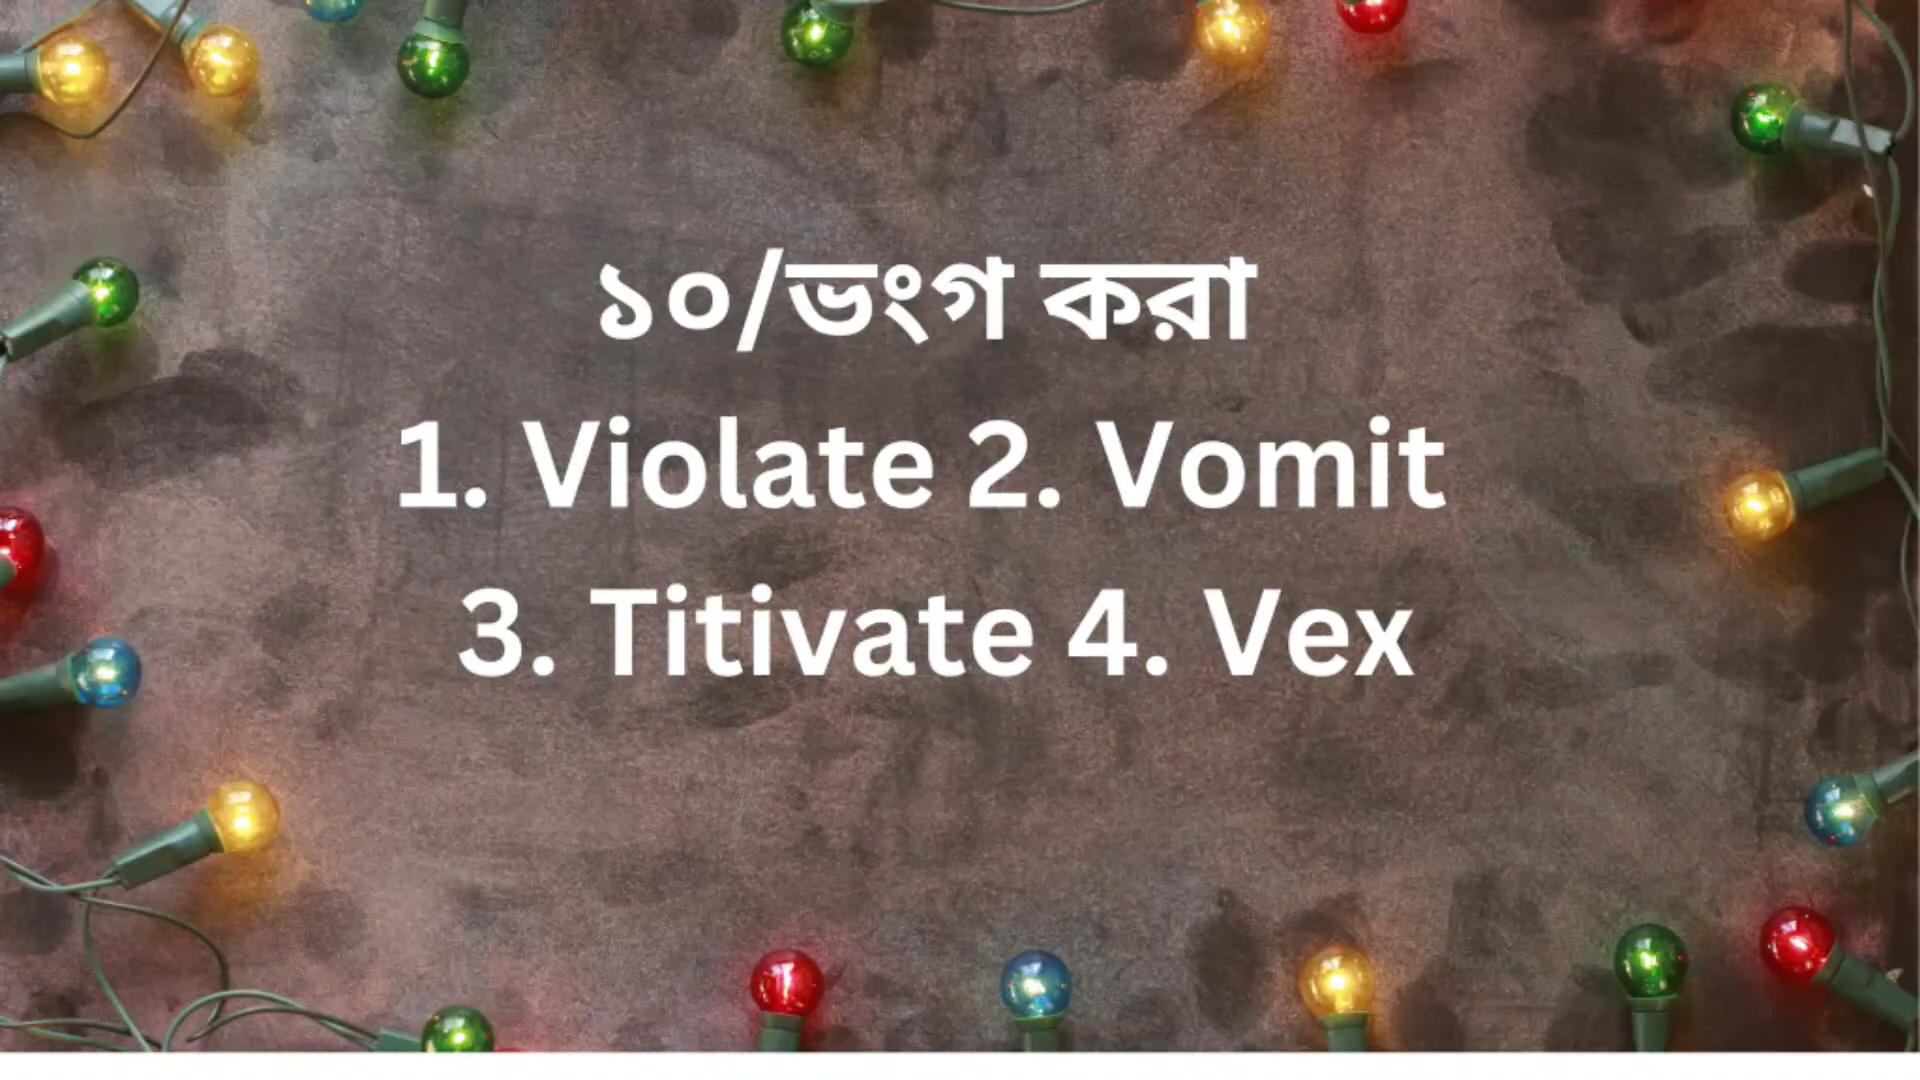 ১০/ভংগ করা
1. Violate 2. Vomit
3. Titivate 4. Vex